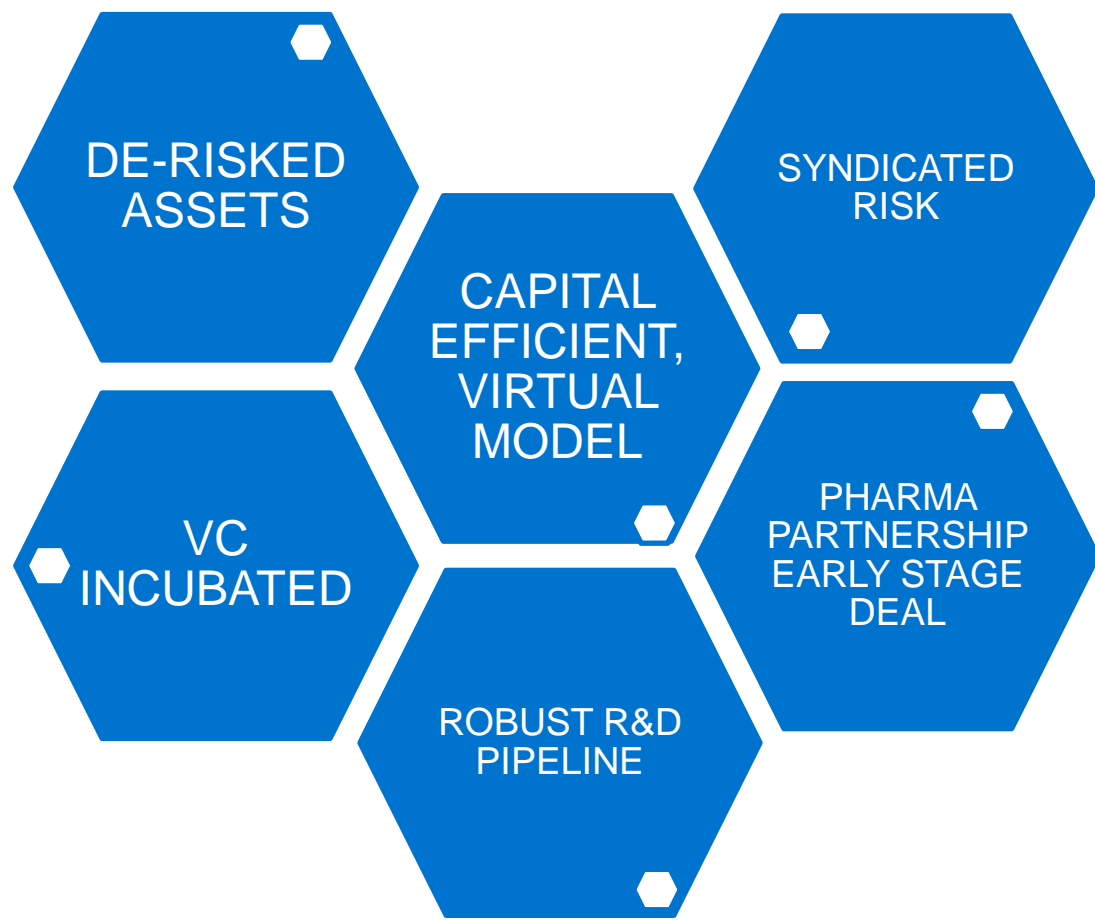 DE-RISKED
ASSETS
SYNDICATED
RISK
CAPITAL
EFFICIENT,
VIRTUAL
MODEL
VC
INCUBATED
PHARMA
PARTNERSHIP
EARLY STAGE
DEAL
ROBUST R&D
PIPELINE